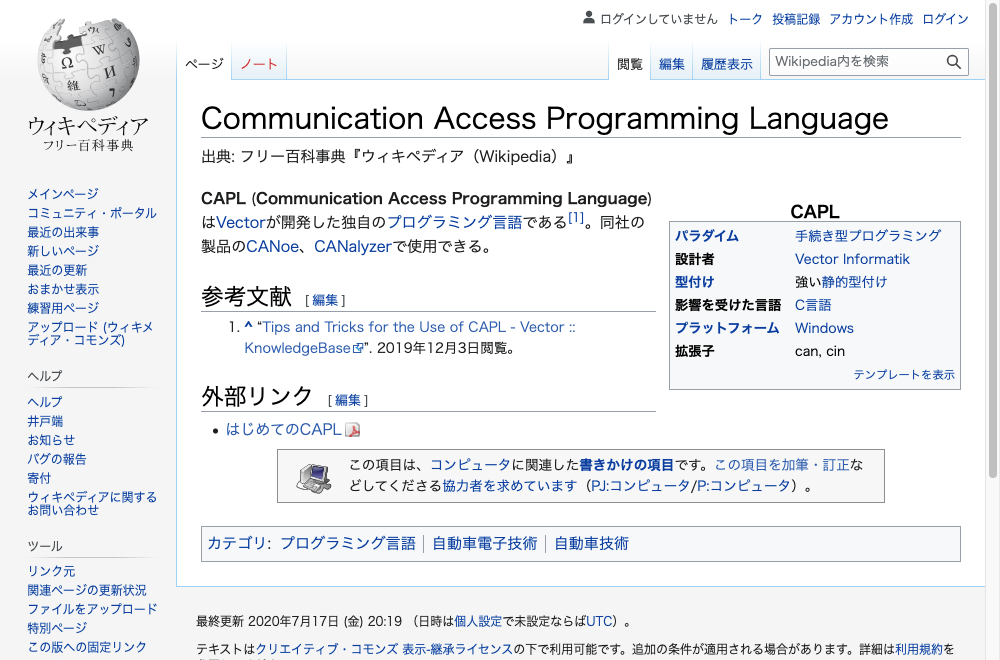 ログインしていません トーク 投稿記録 アカウント作成 ログイン
ページ ノート 閲覧 編集 履歴表示 Wikipedia内を検索
ウィキペディア
フリー百科事典
メインページ
コミュニティ・ポータル
最近の出来事
新しいページ
最近の更新
おまかせ表示
練習用ページ
アップロード (ウィキメ
ディア・コモンズ)
ヘルプ
ヘルプ
井戸端
お知らせ
バグの報告
寄付
ウィキペディアに関する
お問い合わせ
ツール
リンク元
関連ページの更新状況
ファイルをアップロード
特別ページ
この版への固定リンク
Communication Access Programming Language
出典: フリー百科事典『ウィキペディア（Wikipedia）』
CAPL (Communication Access Programming Language)
はVectorが開発した独自のプログラミング言語である[1]。同社の
製品のCANoe、CANalyzerで使用できる。
CAPL
パラダイム 手続き型プログラミング
設計者 Vector Informatik
型付け 強い静的型付け
影響を受けた言語 C言語
プラットフォーム Windows
拡張子 can, cin
テンプレートを表示
参考文献 [ 編集 ]
1. ^ “Tips and Tricks for the Use of CAPL - Vector ::
KnowledgeBase”. 2019年12月3日閲覧。
外部リンク [ 編集 ]
• はじめてのCAPL
この項目は、コンピュータに関連した書きかけの項目です。この項目を加筆・訂正な
どしてくださる協力者を求めています（PJ:コンピュータ/P:コンピュータ）。
カテゴリ: プログラミング言語 自動車電子技術 自動車技術
最終更新 2020年7月17日 (金) 20:19 （日時は個人設定で未設定ならばUTC）。
テキストはクリエイティブ・コモンズ 表示-継承ライセンスの下で利用可能です。追加の条件が適用される場合があります。詳細は利用規約を